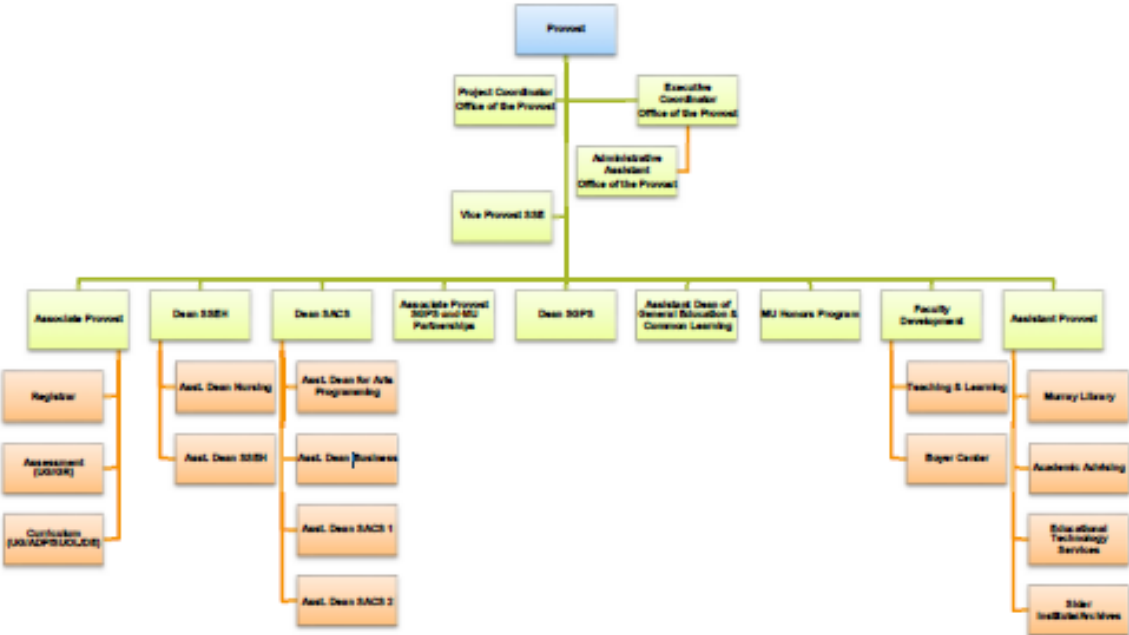 Provost
Project Coordinator
Office of the Provost
Executive
Coordinator
Office of the Provost
Administrative
Assistant
Office of the Provost
Vice Provost SSE
Associate Provost
Dean SSEH
Dean SACS
Associate Provost
SGPS and MU
Partnerships
Dean SGPS
Assistant Dean of
General Education &
Common Learning
MU Honors Program
Faculty
Development
Assistant Provost
Registrar
Assessment
(UG/GR)
Curriculum
Asst. Dean Nursing
Asst. Dean SSEH
Asst. Dean for Arts
Programming
Asst. Dean Business
Asst. Dean SACS 1
Asst. Dean SACS 2
Teaching & Learning
Boyer Center
Murray Library
Academic Advising
Educational
Technology
Services
Sider
Institute/Archives